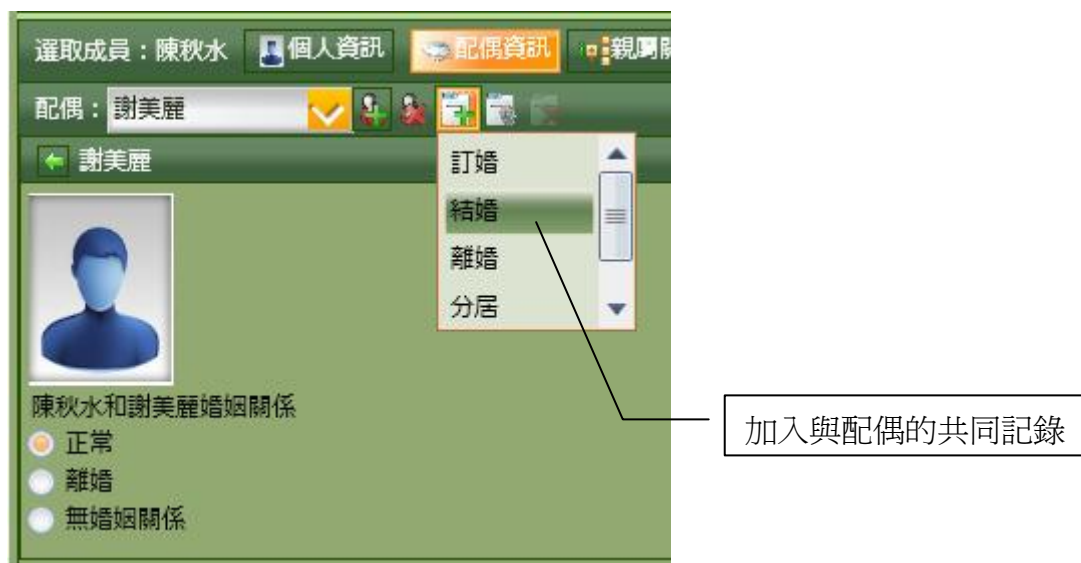 選取成員：陳秋水 個人資訊 配偶資訊 親屬關
配偶：謝美麗
謝美麗
訂婚
結婚
離婚
分居
陳秋水和謝美麗婚姻關係
正常
離婚
無婚姻關係
加入與配偶的共同記錄